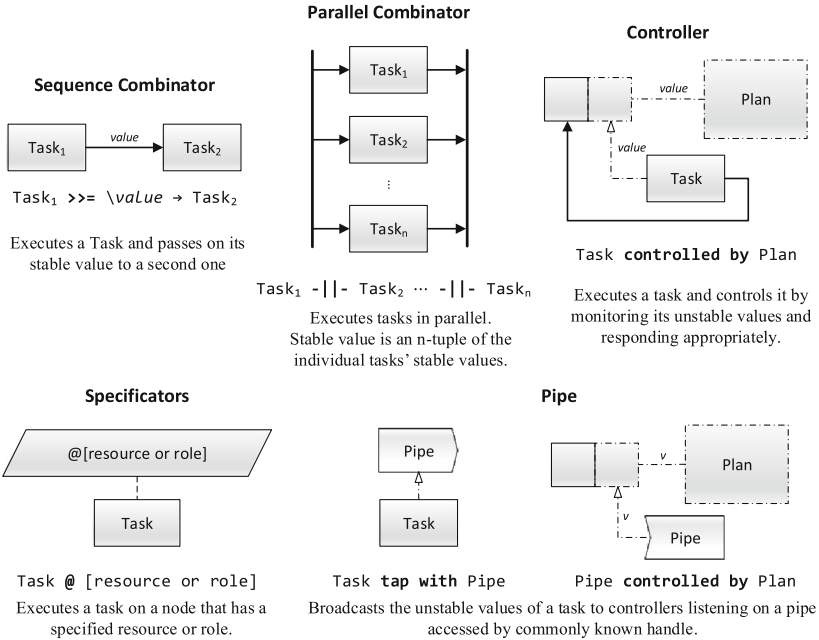 Sequence Combinator
Task₁
value
Task₂
Task₁ >>= \value → Task₂
Executes a Task and passes on its
stable value to a second one
Parallel Combinator
Task₁
Task₂
⋮
Taskₙ
Task₁ -||- Task₂ ⋯ -||- Taskₙ
Executes tasks in parallel.
Stable value is an n-tuple of the
individual tasks’ stable values.
Controller
value
Plan
value
Task
Task controlled by Plan
Executes a task and controls it by
monitoring its unstable values and
responding appropriately.
Specificators
@[resource or role]
Task
Task @ [resource or role]
Executes a task on a node that has a
specified resource or role.
Pipe
Pipe
Task
Task tap with Pipe
v
Plan
v
Pipe
Pipe controlled by Plan
Broadcasts the unstable values of a task to controllers listening on a pipe
accessed by commonly known handle.